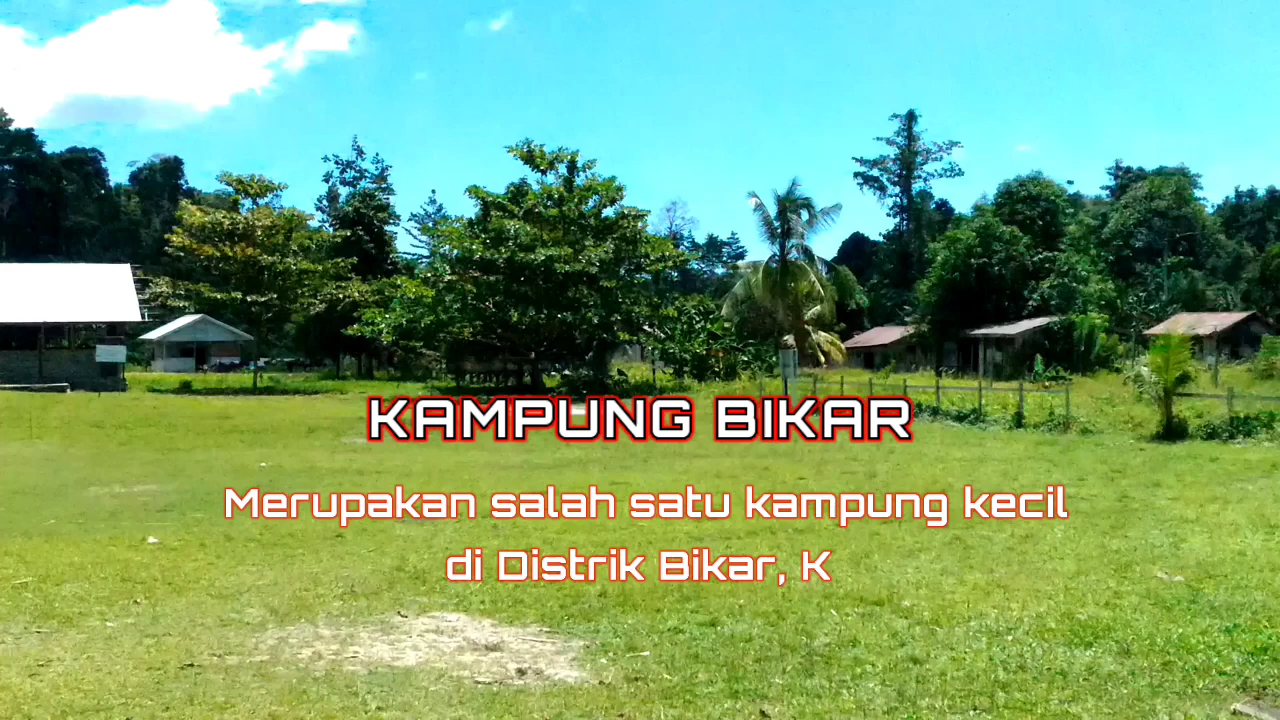 KAMPUNG BIKAR
Merupakan salah satu kampung kecil
di Distrik Bikar, K